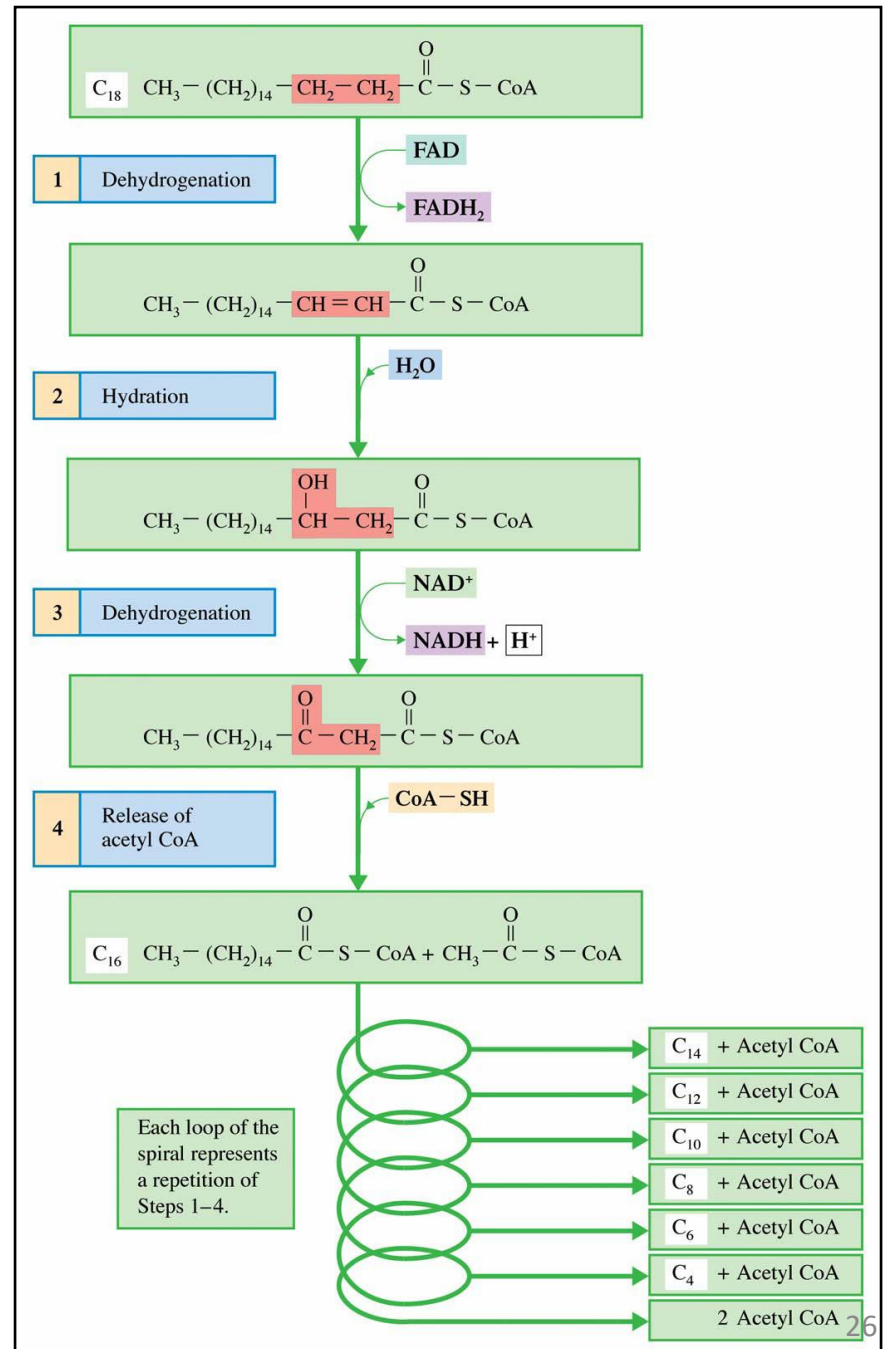 O
||
C₁₈ CH₃ — (CH₂)₁₄ — CH₂ — CH₂ — C — S — CoA
FAD
1 Dehydrogenation
FADH₂
O
||
CH₃ — (CH₂)₁₄ — CH = CH — C — S — CoA
H₂O
2 Hydration
OH O
| ||
CH₃ — (CH₂)₁₄ — CH — CH₂ — C — S — CoA
NAD⁺
3 Dehydrogenation
NADH + H⁺
O O
|| ||
CH₃ — (CH₂)₁₄ — C — CH₂ — C — S — CoA
CoA — SH
4 Release of
acetyl CoA
O O
|| ||
C₁₆ CH₃ — (CH₂)₁₄ — C — S — CoA + CH₃ — C — S — CoA
C₁₄ + Acetyl CoA
C₁₂ + Acetyl CoA
C₁₀ + Acetyl CoA
C₈ + Acetyl CoA
C₆ + Acetyl CoA
C₄ + Acetyl CoA
2 Acetyl CoA
Each loop of the
spiral represents
a repetition of
Steps 1–4.
26